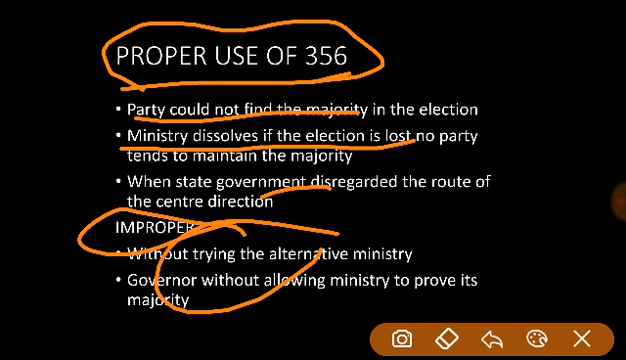 PROPER USE OF 356
• Party could not find the majority in the election
• Ministry dissolves if the election is lost no party
tends to maintain the majority
• When state government disregarded the route of
the centre direction
IMPROPER
• Without trying the alternative ministry
• Governor without allowing ministry to prove its
majority